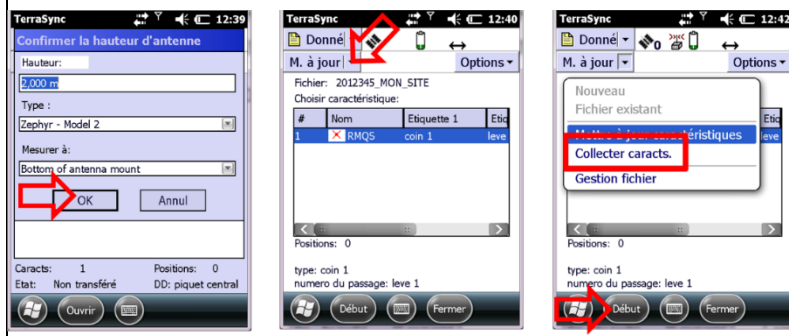 TerraSync 12:39
Confirmer la hauteur d'antenne
Hauteur:
2,000 m
Type :
Zephyr - Model 2
Mesurer à:
Bottom of antenna mount
OK Annul
Caracts: 1 Positions: 0
Etat: Non transféré DD: piquet central
Ouvrir
TerraSync 12:40
Donné
M. à jour Options
Fichier: 2012345_MON_SITE
Choisir caractéristique:
# Nom Etiquette 1 Etiq
1 RMQS coin 1 leve
Positions: 0
type: coin 1
numero du passage: leve 1
Début Fermer
TerraSync 12:42
Donné 0
M. à jour Options
Nouveau
Fichier existant
Mettre à jour caractéristiques
Collecter caracts.
Gestion fichier
Etiq
leve
Positions: 0
type: coin 1
numero du passage: leve 1
Début Fermer